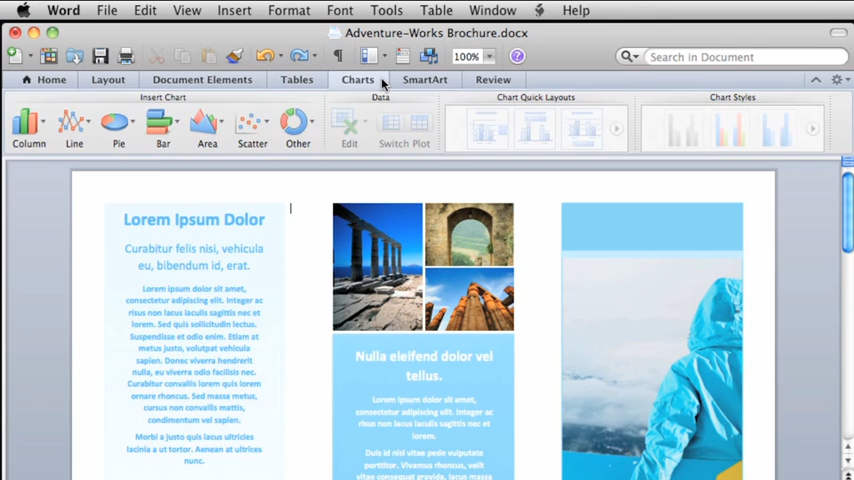 Word File Edit View Insert Format Font Tools Table Window Help
Adventure-Works Brochure.docx
100% Search in Document
Home Layout Document Elements Tables Charts SmartArt Review
Insert Chart Data Chart Quick Layouts Chart Styles
Column Line Pie Bar Area Scatter Other Edit Switch Plot
Lorem Ipsum Dolor
Curabitur felis nisi, vehicula
eu, bibendum id, erat.
Lorem ipsum dolor sit amet,
consectetur adipiscing elit. Integer ac
risus non lacus iaculis sagittis nec et
lorem. Sed quis sollicitudin lectus.
Suspendisse et odio enim. Etiam at
metus justo, volutpat vehicula
sapien. Donec viverra hendrerit
nulla, eu viverra odio facilisis nec.
Curabitur convallis lorem quis lorem
ornare rhoncus. Sed massa metus,
cursus non convallis mattis,
condimentum vel sapien.
Morbi a justo quis lacus ultricies
lacinia a ut tortor. Aenean at ultrices
nunc.
Nulla eleifend dolor vel
tellus.
Lorem ipsum dolor sit amet,
consectetur adipiscing elit. Integer ac
risus non lacus iaculis sagittis nec et
lorem.
Duis id nisl vitae pede vulputate
porttitor. Vivamus rhoncus, velit
vitae consequat feugiat, mi